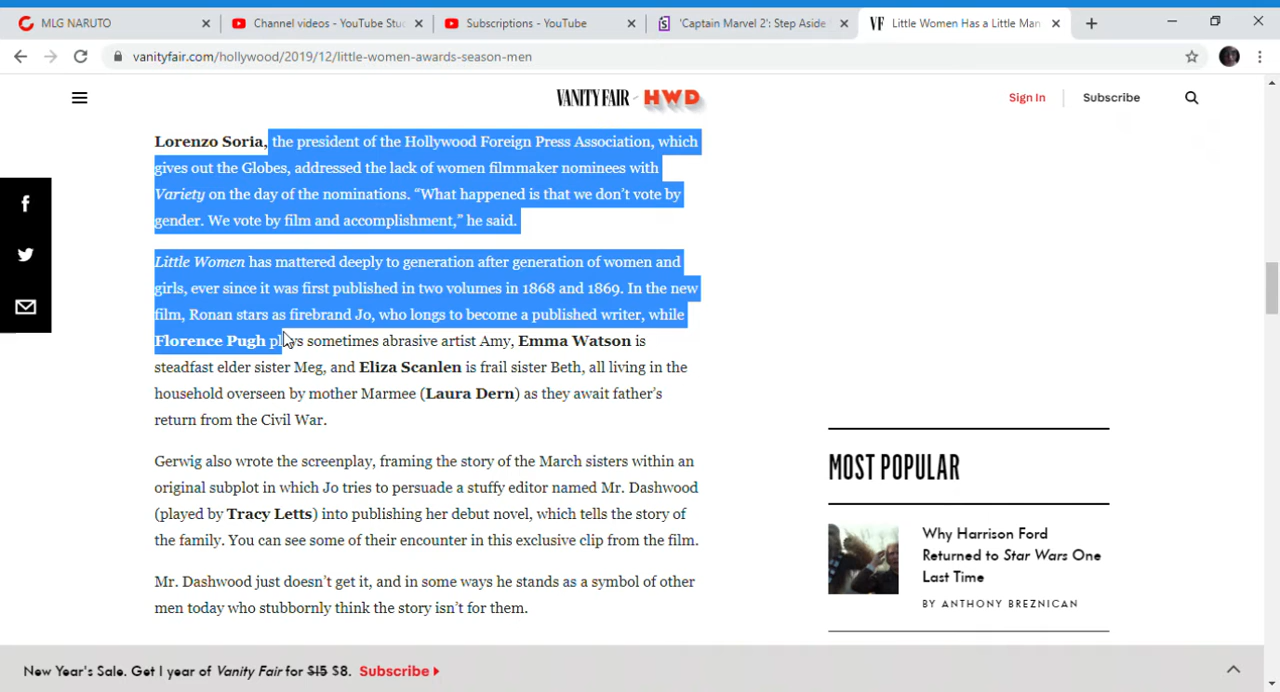 MLG NARUTO
Channel videos - YouTube Stu
Subscriptions - YouTube
'Captain Marvel 2': Step Aside
VF Little Women Has a Little Man
vanityfair.com/hollywood/2019/12/little-women-awards-season-men
VANITY FAIR - HWD
Sign In
Subscribe
Lorenzo Soria, the president of the Hollywood Foreign Press Association, which
gives out the Globes, addressed the lack of women filmmaker nominees with
Variety on the day of the nominations. “What happened is that we don’t vote by
gender. We vote by film and accomplishment,” he said.
Little Women has mattered deeply to generation after generation of women and
girls, ever since it was first published in two volumes in 1868 and 1869. In the new
film, Ronan stars as firebrand Jo, who longs to become a published writer, while
Florence Pugh plays sometimes abrasive artist Amy, Emma Watson is
steadfast elder sister Meg, and Eliza Scanlen is frail sister Beth, all living in the
household overseen by mother Marmee (Laura Dern) as they await father’s
return from the Civil War.
Gerwig also wrote the screenplay, framing the story of the March sisters within an
original subplot in which Jo tries to persuade a stuffy editor named Mr. Dashwood
(played by Tracy Letts) into publishing her debut novel, which tells the story of
the family. You can see some of their encounter in this exclusive clip from the film.
Mr. Dashwood just doesn’t get it, and in some ways he stands as a symbol of other
men today who stubbornly think the story isn’t for them.
MOST POPULAR
Why Harrison Ford
Returned to Star Wars One
Last Time
BY ANTHONY BREZNICAN
New Year's Sale. Get 1 year of Vanity Fair for $15 $8. Subscribe